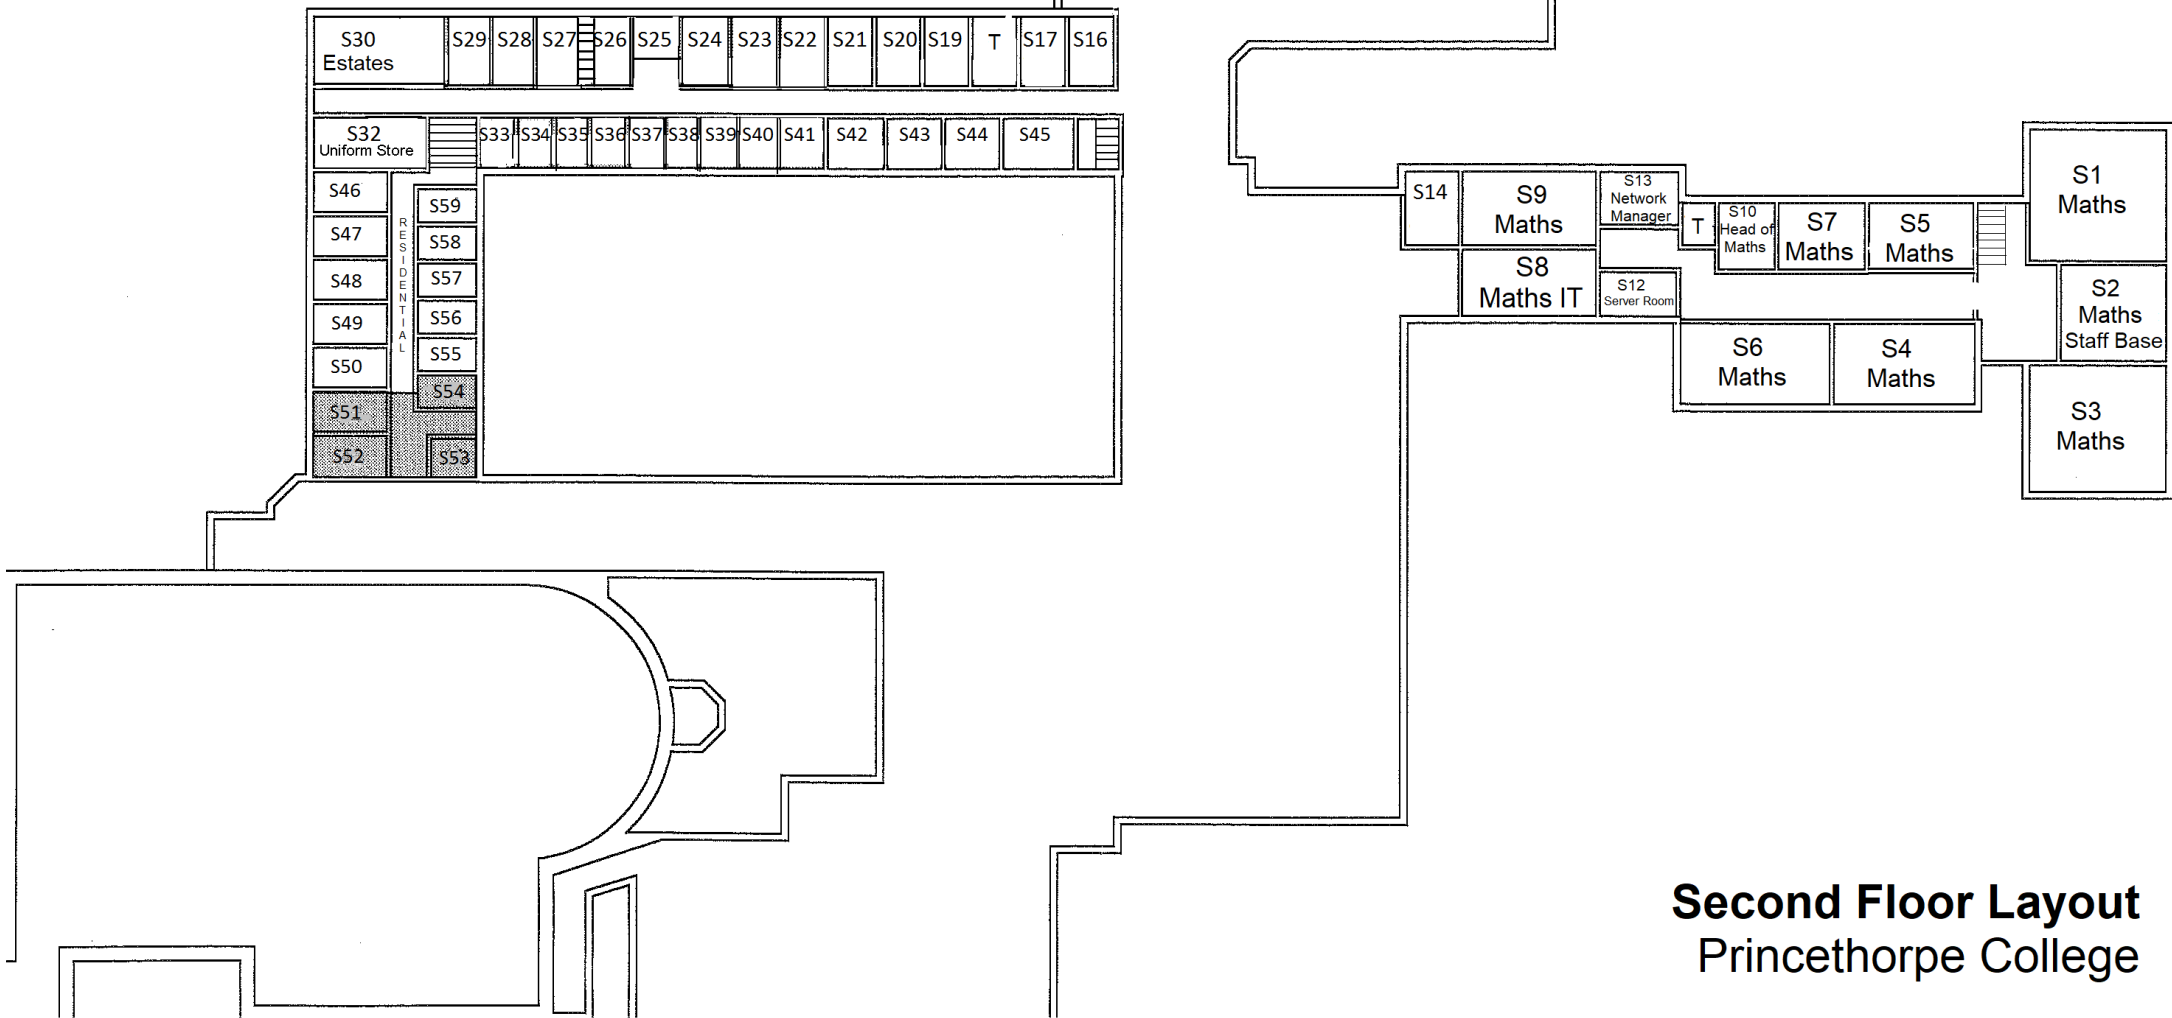 S30
Estates
S29
S28
S27
S26
S25
S24
S23
S22
S21
S20
S19
T
S17
S16
S32
Uniform Store
S33
S34
S35
S36
S37
S38
S39
S40
S41
S42
S43
S44
S45
S46
S47
S48
S49
S50
S51
S52
RESIDENTIAL
S59
S58
S57
S56
S55
S54
S53
S14
S9
Maths
S8
Maths IT
S13
Network
Manager
S12
Server Room
T
S10
Head of
Maths
S7
Maths
S5
Maths
S6
Maths
S4
Maths
S1
Maths
S2
Maths
Staff Base
S3
Maths
Second Floor Layout
Princethorpe College